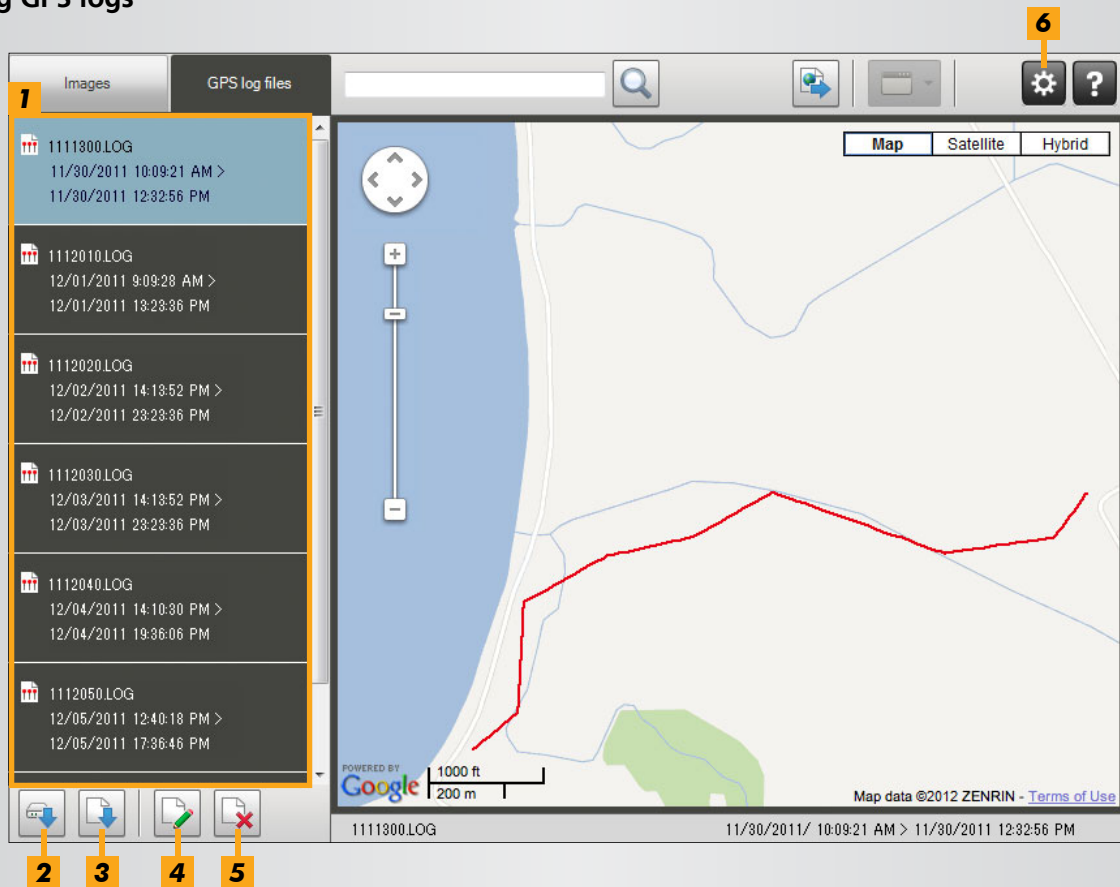 g GPS logs
6
Images
GPS log files
?
1
1111300.LOG
11/30/2011 10:09:21 AM >
11/30/2011 12:32:56 PM
1112010.LOG
12/01/2011 9:09:28 AM >
12/01/2011 13:23:36 PM
1112020.LOG
12/02/2011 14:13:52 PM >
12/02/2011 23:23:36 PM
1112030.LOG
12/03/2011 14:13:52 PM >
12/03/2011 23:23:36 PM
1112040.LOG
12/04/2011 14:10:30 PM >
12/04/2011 19:36:06 PM
1112050.LOG
12/05/2011 12:40:18 PM >
12/05/2011 17:36:46 PM
Map
Satellite
Hybrid
POWERED BY
Google
1000 ft
200 m
Map data ©2012 ZENRIN - Terms of Use
1111300.LOG
11/30/2011/ 10:09:21 AM > 11/30/2011 12:32:56 PM
2
3
4
5